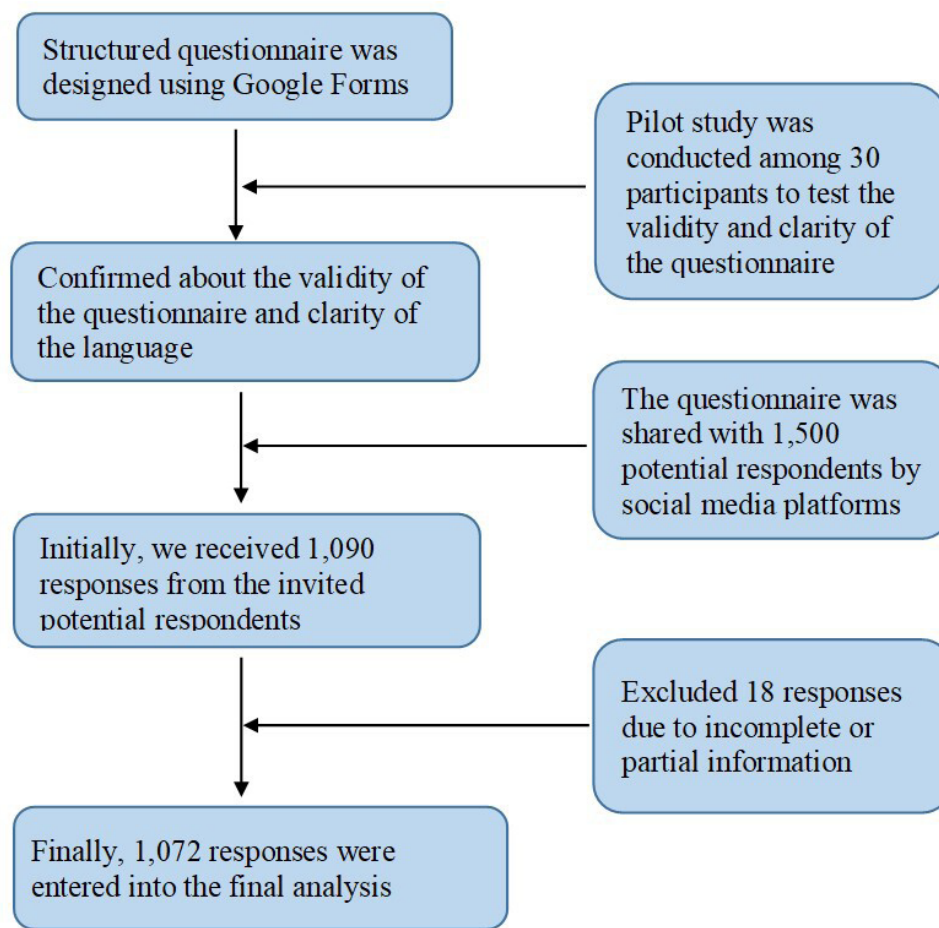 Structured questionnaire was
designed using Google Forms
Pilot study was
conducted among 30
participants to test the
validity and clarity of
the questionnaire
Confirmed about the validity of
the questionnaire and clarity of
the language
The questionnaire was
shared with 1,500
potential respondents by
social media platforms
Initially, we received 1,090
responses from the invited
potential respondents
Excluded 18 responses
due to incomplete or
partial information
Finally, 1,072 responses were
entered into the final analysis